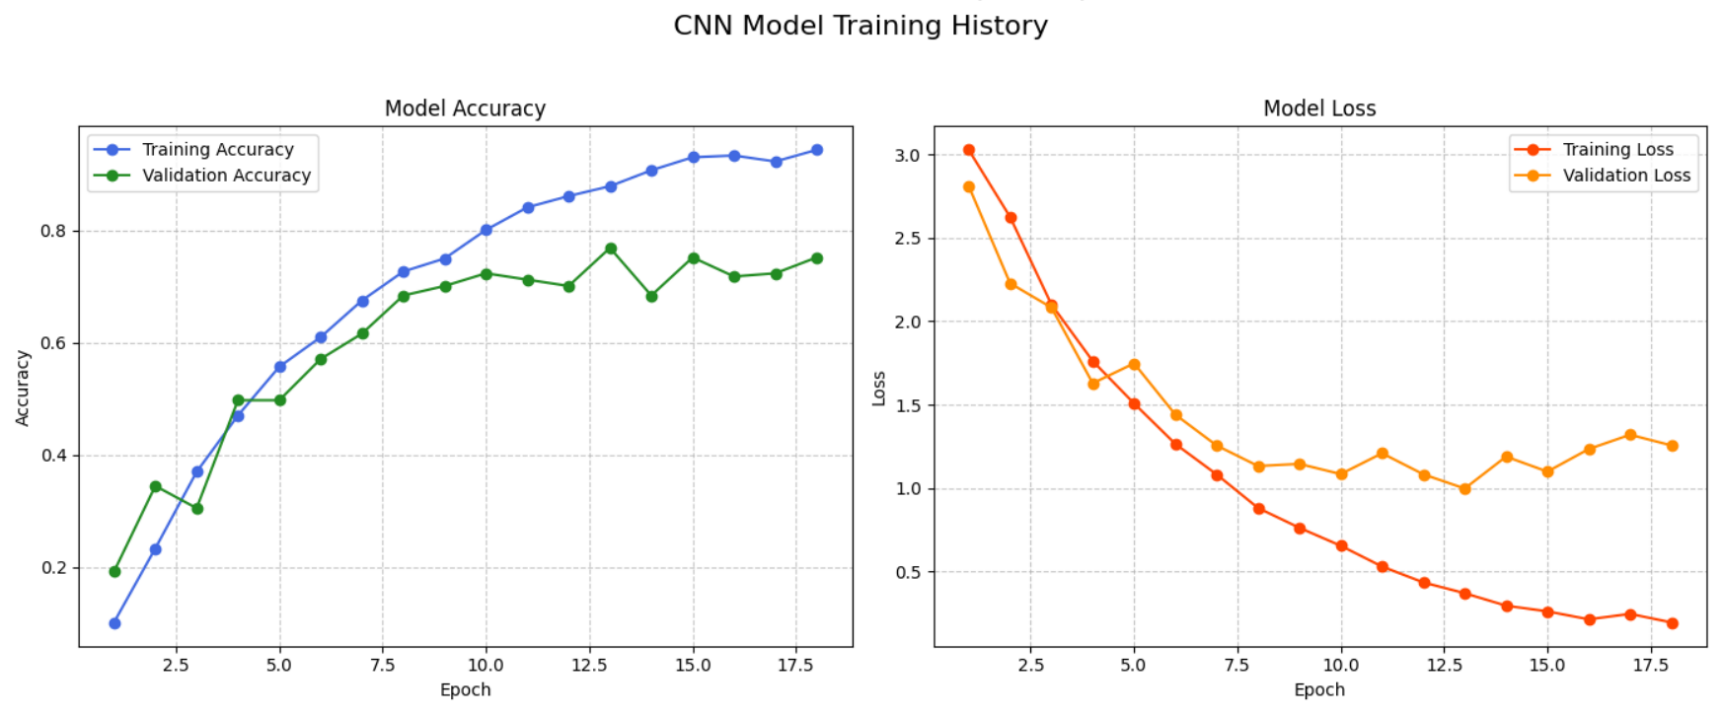 CNN Model Training History
Model Accuracy
Training Accuracy
Validation Accuracy
Accuracy
0.8
0.6
0.4
0.2
2.5 5.0 7.5 10.0 12.5 15.0 17.5
Epoch
Model Loss
Training Loss
Validation Loss
Loss
3.0
2.5
2.0
1.5
1.0
0.5
2.5 5.0 7.5 10.0 12.5 15.0 17.5
Epoch